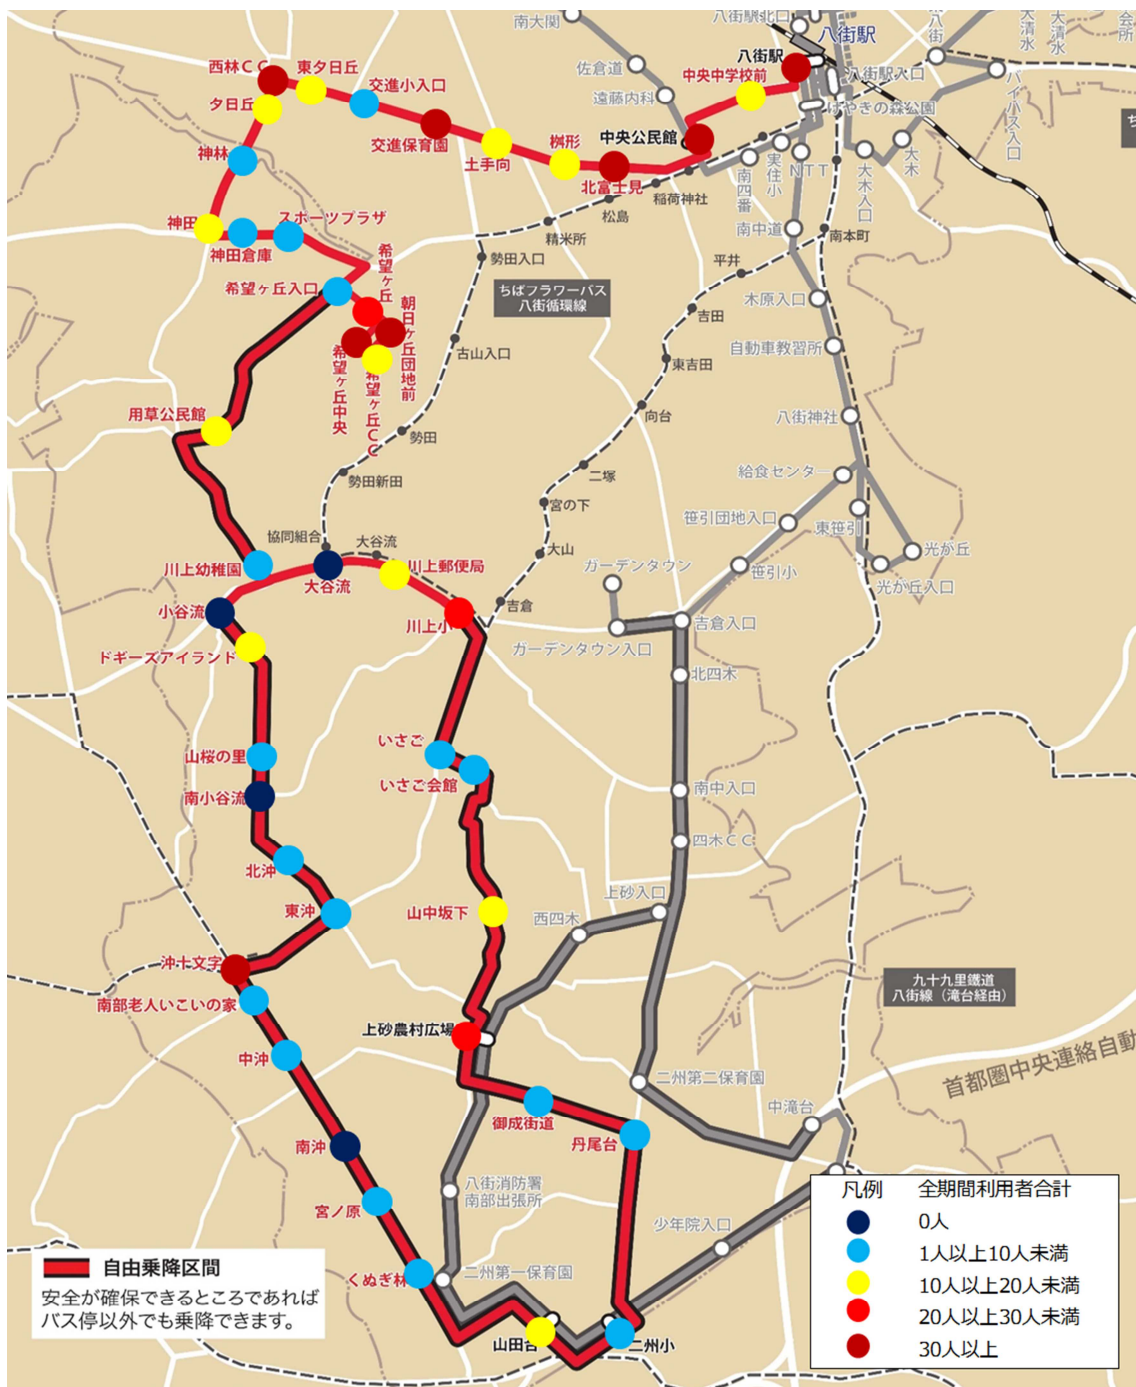 南大関
八街駅北口
八街駅
八街
大清水
大清水
会所
佐倉道
遠藤内科
八街駅
中央中学校前
八街駅入口
けやきの森公園
バイパス入口
西林ＣＣ
東夕日丘
交進小入口
夕日丘
交進保育園
土手向
桝形
北富士見
中央公民館
神林
稲荷神社
松島
南四番
実住小
ＮＴＴ
大木入口
大木
神田
神田倉庫
スポーツプラザ
精米所
南中道
南本町
希望ヶ丘
勢田入口
平井
希望ヶ丘入口
朝日ヶ丘団地前
ちばフラワーバス
八街循環線
吉田
木原入口
希望ヶ丘中央
希望ヶ丘ＣＣ
古山入口
東吉田
自動車教習所
用草公民館
勢田
向台
八街神社
勢田新田
二塚
給食センター
宮の下
笹引団地入口
東笹引
協同組合
大谷流
大山
光が丘
川上幼稚園
大谷流
川上郵便局
ガーデンタウン
笹引小
光が丘入口
小谷流
川上小
吉倉
吉倉入口
ドギーズアイランド
ガーデンタウン入口
北四木
山桜の里
いさご
いさご会館
南小谷流
南中入口
北沖
四木ＣＣ
東沖
山中坂下
上砂入口
西四木
沖十文字
南部老人いこいの家
九十九里鐵道
八街線（滝台経由）
上砂農村広場
中沖
首都圏中央連絡自動
二州第二保育園
御成街道
中滝台
南沖
丹尾台
八街消防署
南部出張所
宮ノ原
少年院入口
くぬぎ林
二州第一保育園
山田台
二州小
自由乗降区間
安全が確保できるところであれば
バス停以外でも乗降できます。
凡例 全期間利用者合計
0人
1人以上10人未満
10人以上20人未満
20人以上30人未満
30人以上